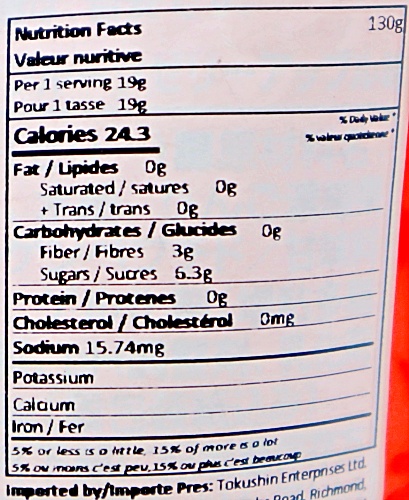 Nutrition Facts 130g
Valeur nuritive
Per 1 serving 19g
Pour 1 tasse 19g
% Daily Value *
Calories 24.3
% valeur quotidienne *
Fat / Lipides 0g
Saturated / satures 0g
+ Trans / trans 0g
Carbohydrates / Glucides 0g
Fiber / Fibres 3g
Sugars / Sucres 6.3g
Protein / Protenes 0g
Cholesterol / Cholestérol 0mg
Sodium 15.74mg
Potassium
Calcium
Iron / Fer
5% or less is a little, 15% of more is a lot
5% ou moins c'est peu, 15% ou plus c'est beaucoup
Imported by/Importe Pres: Tokushin Enterprises Ltd.
Road, Richmond,